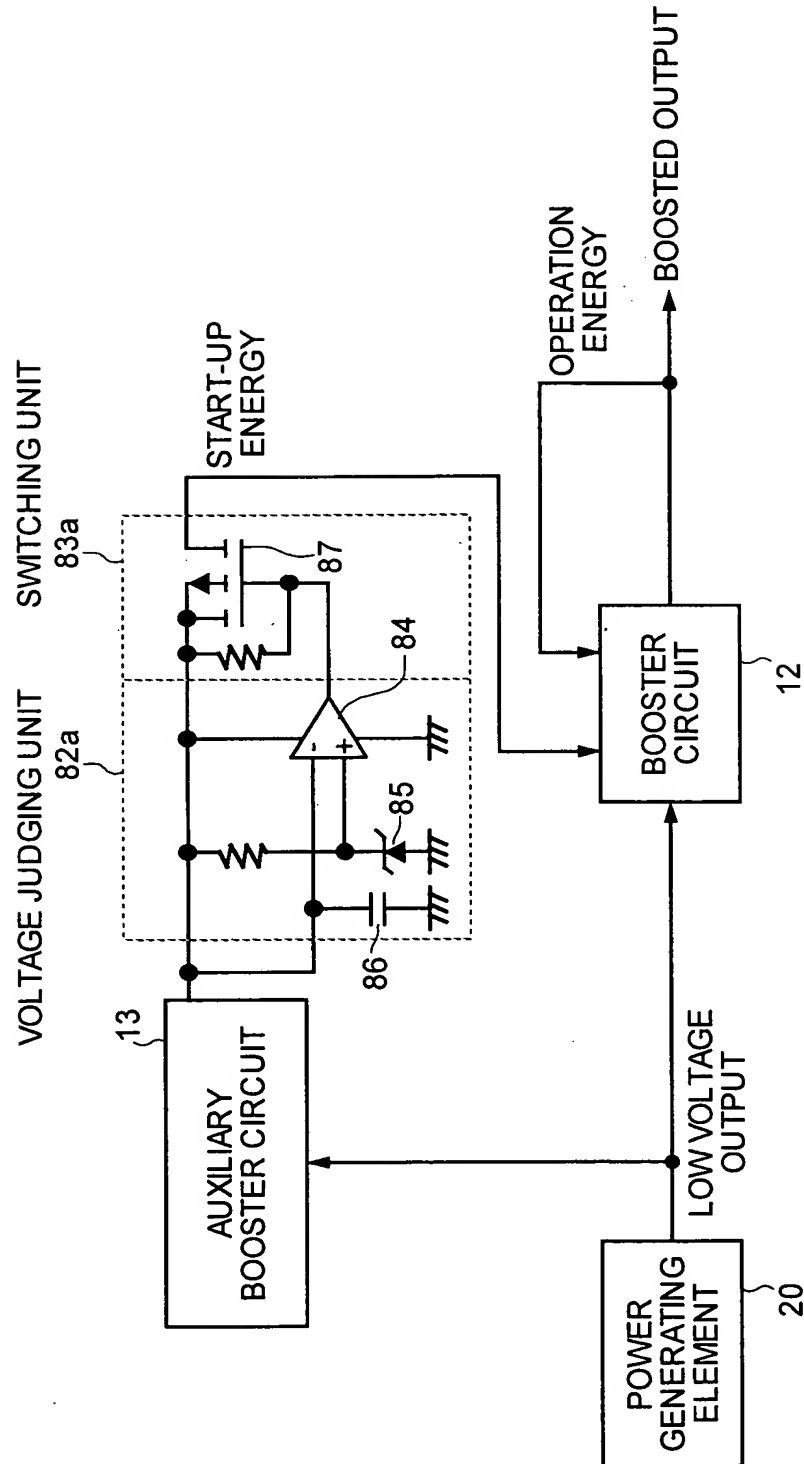 VOLTAGE JUDGING UNIT
82a
SWITCHING UNIT
83a
13
AUXILIARY
BOOSTER CIRCUIT
86
85
-
+
84
87
START-UP
ENERGY
POWER
GENERATING
ELEMENT
20
LOW VOLTAGE
OUTPUT
BOOSTER
CIRCUIT
12
OPERATION
ENERGY
BOOSTED OUTPUT